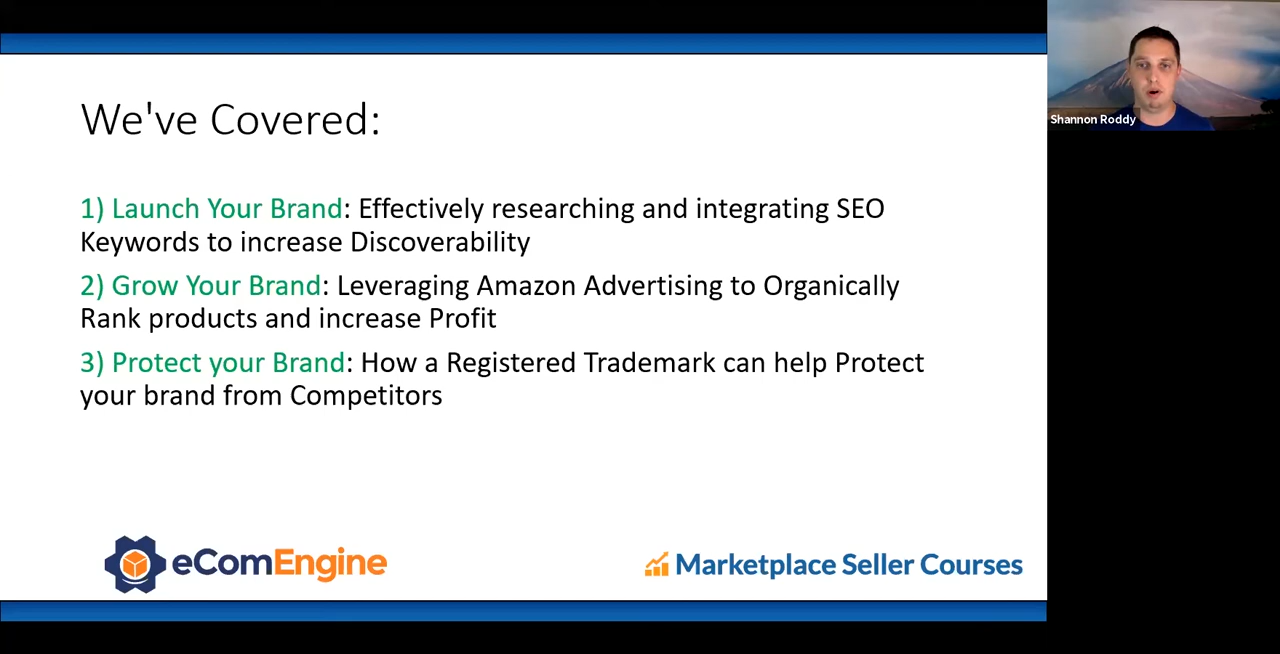 We've Covered:
1) Launch Your Brand: Effectively researching and integrating SEO
Keywords to increase Discoverability
2) Grow Your Brand: Leveraging Amazon Advertising to Organically
Rank products and increase Profit
3) Protect your Brand: How a Registered Trademark can help Protect
your brand from Competitors
eComEngine
Marketplace Seller Courses
Shannon Roddy